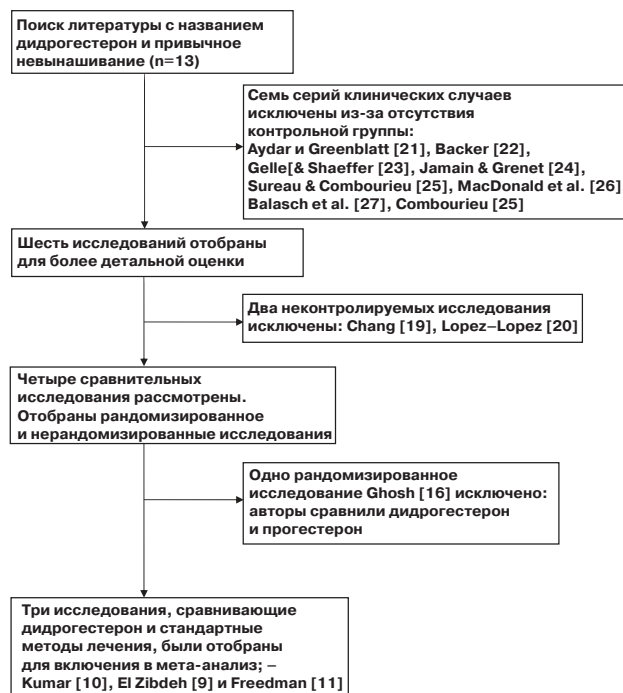 Поиск литературы с названием
дидрогестерон и привычное
невынашивание (n=13)
Семь серий клинических случаев
исключены из-за отсутствия
контрольной группы:
Aydar и Greenblatt [21], Backer [22],
Gelle[& Shaeffer [23], Jamain & Grenet [24],
Sureau & Combourieu [25], MacDonald et al. [26]
Balasch et al. [27], Combourieu [25]
Шесть исследований отобраны
для более детальной оценки
Два неконтролируемых исследования
исключены: Chang [19], Lopez–Lopez [20]
Четыре сравнительных
исследования рассмотрены.
Отобраны рандомизированное
и нерандомизированные исследования
Одно рандомизированное
исследование Ghosh [16] исключено:
авторы сравнили дидрогестерон
и прогестерон
Три исследования, сравнивающие
дидрогестерон и стандартные
методы лечения, были отобраны
для включения в мета-анализ; –
Kumar [10], El Zibdeh [9] и Freedman [11]